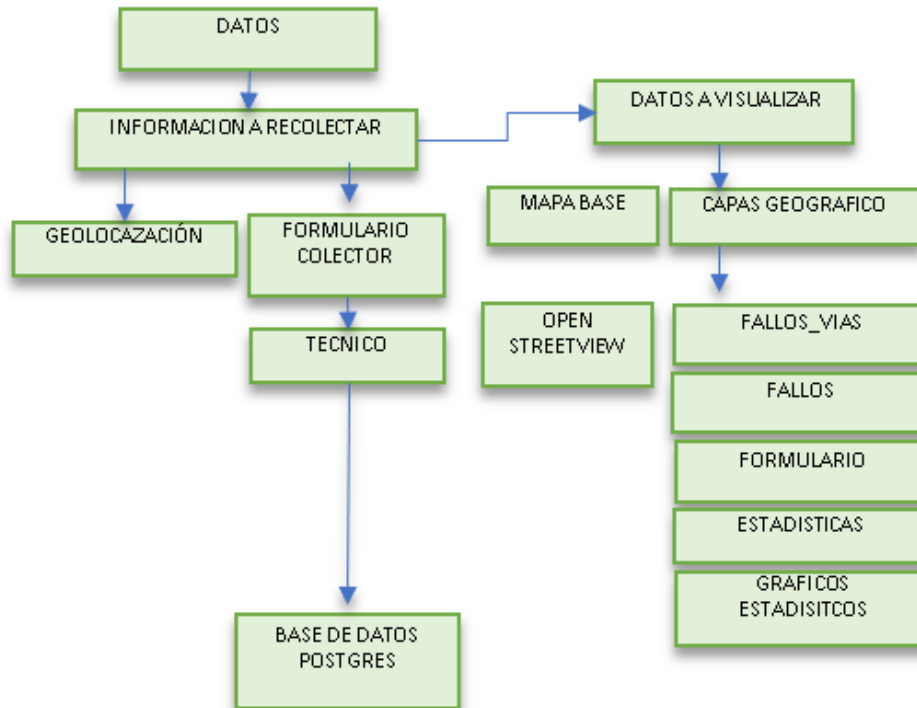 DATOS
INFORMACION A RECOLECTAR
DATOS A VISUALIZAR
GEOLOCAZACIÓN
FORMULARIO
COLECTOR
MAPA BASE
CAPAS GEOGRAFICO
TECNICO
OPEN
STREETVIEW
FALLOS_VIAS
FALLOS
FORMULARIO
ESTADISTICAS
GRAFICOS
ESTADISITCOS
BASE DE DATOS
POSTGRES